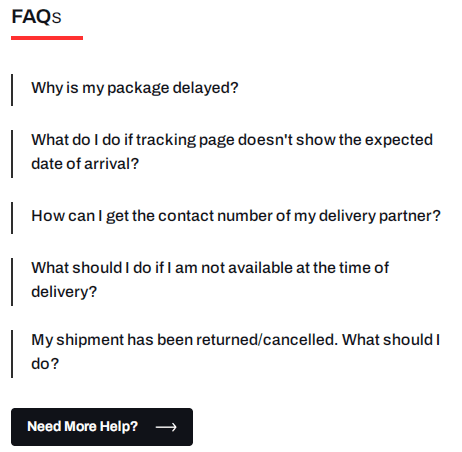 FAQs
Why is my package delayed?
What do I do if tracking page doesn't show the expected
date of arrival?
How can I get the contact number of my delivery partner?
What should I do if I am not available at the time of
delivery?
My shipment has been returned/cancelled. What should I
do?
Need More Help? →